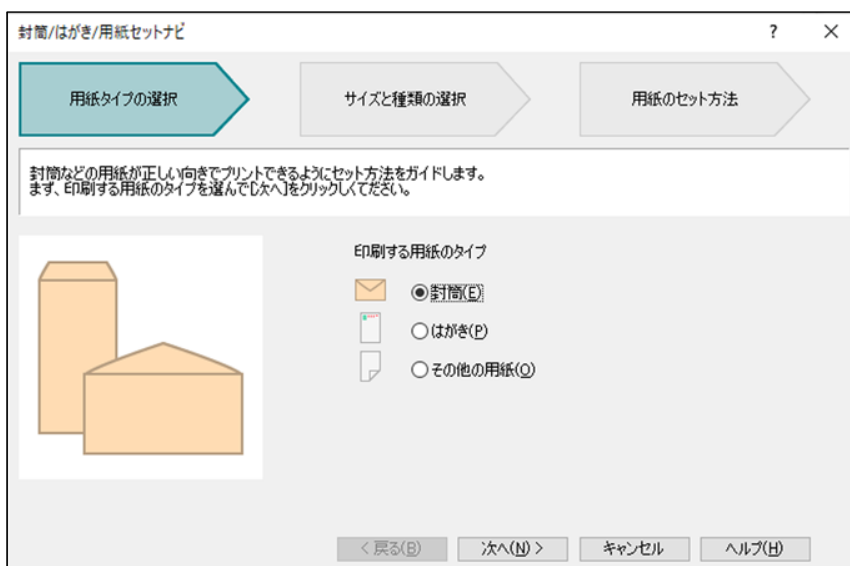 封筒/はがき/用紙セットナビ ? ×
用紙タイプの選択 サイズと種類の選択 用紙のセット方法
封筒などの用紙が正しい向きでプリントできるようにセット方法をガイドします。
まず、印刷する用紙のタイプを選んで[次へ]をクリックしてください。
印刷する用紙のタイプ
封筒(E)
はがき(P)
その他の用紙(O)
< 戻る(B) 次へ(N) > キャンセル ヘルプ(H)